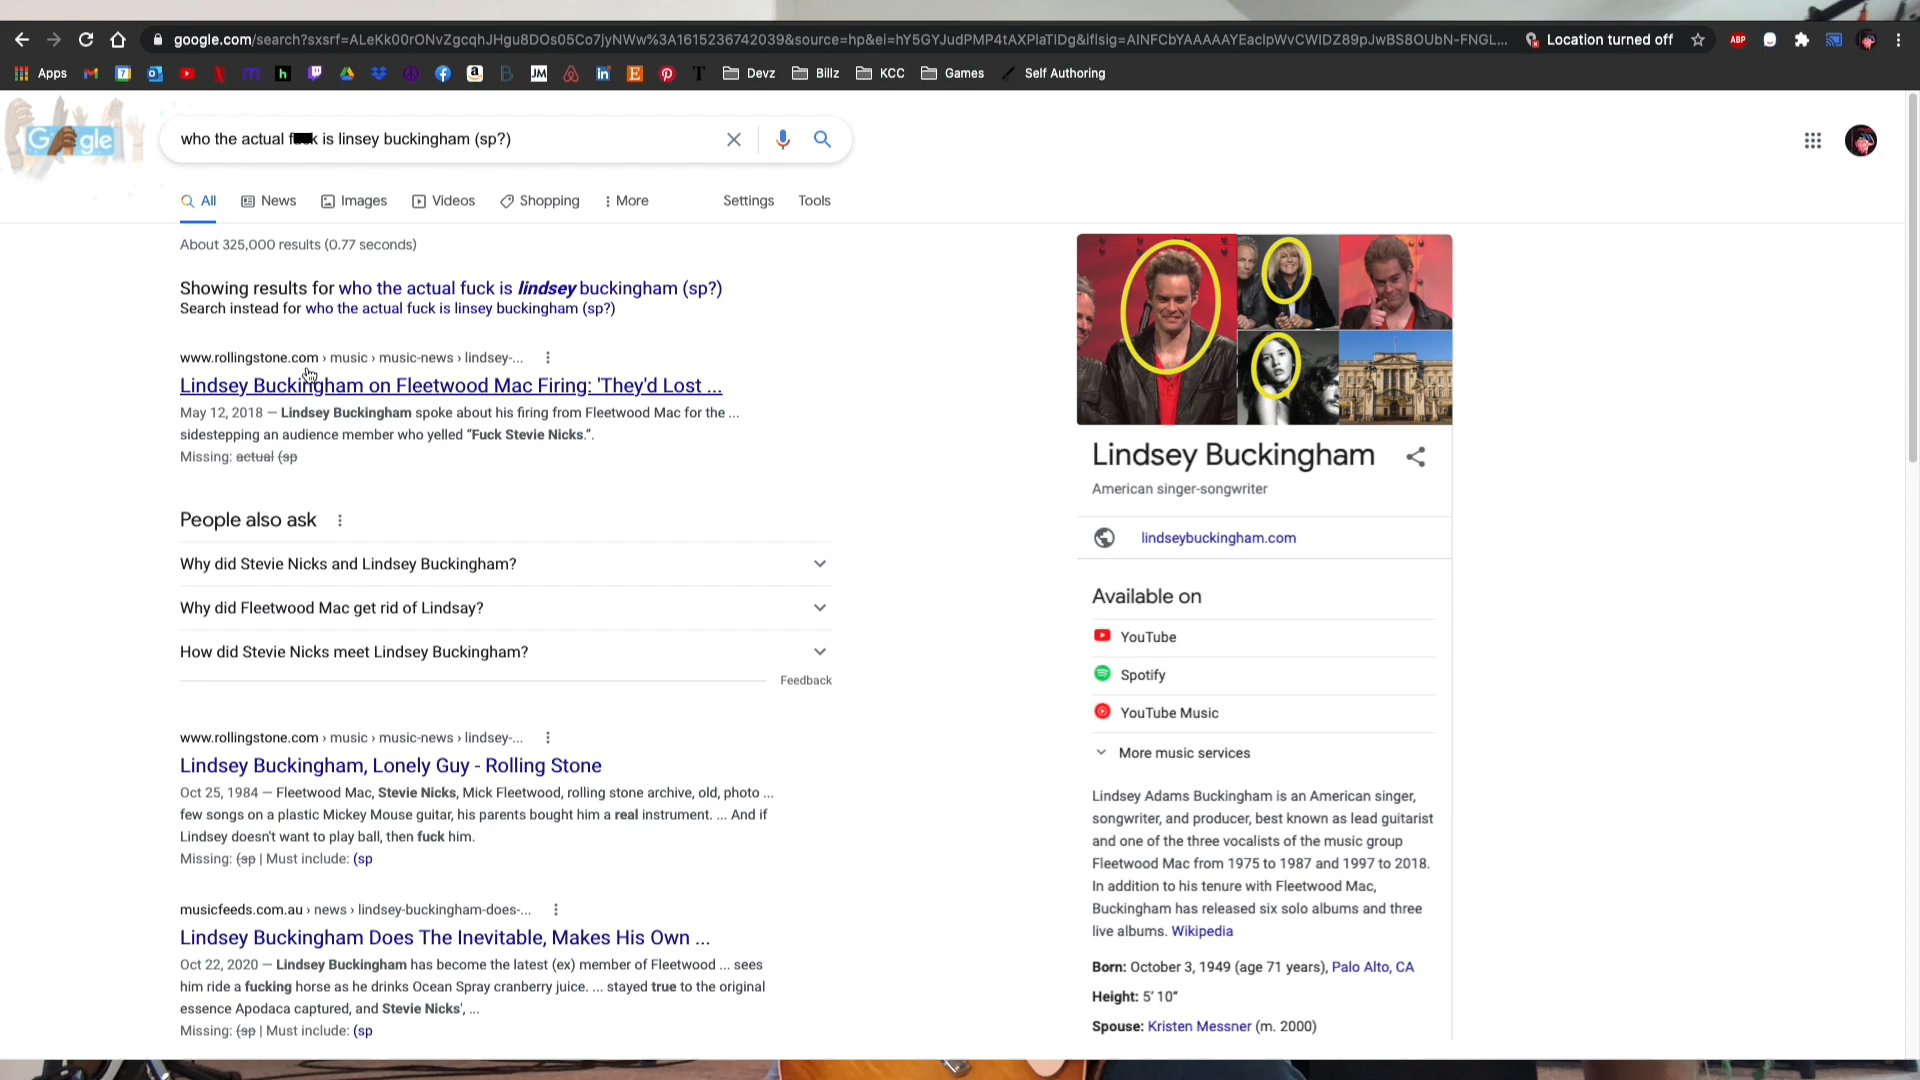 google.com/search?sxsrf=ALeKk00rONvZgcqhJHgu8DOs05Co7jyNWw%3A1615236742039&source=hp&ei=hY5GYJudPMP4tAXPlaTIDg&iflsig=AINFCbYAAAAAYEaclpWvCWIDZ89pJwBS8OUbN-FNGL...
Location turned off
ABP
Apps
Devz
Billz
KCC
Games
Self Authoring
Google
who the actual f k is linsey buckingham (sp?)
All
News
Images
Videos
Shopping
More
Settings
Tools
About 325,000 results (0.77 seconds)
Showing results for who the actual fuck is lindsey buckingham (sp?)
Search instead for who the actual fuck is linsey buckingham (sp?)
www.rollingstone.com › music › music-news › lindsey-...
Lindsey Buckingham on Fleetwood Mac Firing: 'They'd Lost ...
May 12, 2018 — Lindsey Buckingham spoke about his firing from Fleetwood Mac for the ...
sidestepping an audience member who yelled “Fuck Stevie Nicks.”.
Missing: actual (sp
People also ask
Why did Stevie Nicks and Lindsey Buckingham?
Why did Fleetwood Mac get rid of Lindsay?
How did Stevie Nicks meet Lindsey Buckingham?
Feedback
www.rollingstone.com › music › music-news › lindsey-...
Lindsey Buckingham, Lonely Guy - Rolling Stone
Oct 25, 1984 — Fleetwood Mac, Stevie Nicks, Mick Fleetwood, rolling stone archive, old, photo ...
few songs on a plastic Mickey Mouse guitar, his parents bought him a real instrument. ... And if
Lindsey doesn't want to play ball, then fuck him.
Missing: (sp | Must include: (sp
musicfeeds.com.au › news › lindsey-buckingham-does-...
Lindsey Buckingham Does The Inevitable, Makes His Own ...
Oct 22, 2020 — Lindsey Buckingham has become the latest (ex) member of Fleetwood ... sees
him ride a fucking horse as he drinks Ocean Spray cranberry juice. ... stayed true to the original
essence Apodaca captured, and Stevie Nicks', ...
Missing: (sp | Must include: (sp
Lindsey Buckingham
American singer-songwriter
lindseybuckingham.com
Available on
YouTube
Spotify
YouTube Music
More music services
Lindsey Adams Buckingham is an American singer,
songwriter, and producer, best known as lead guitarist
and one of the three vocalists of the music group
Fleetwood Mac from 1975 to 1987 and 1997 to 2018.
In addition to his tenure with Fleetwood Mac,
Buckingham has released six solo albums and three
live albums. Wikipedia
Born: October 3, 1949 (age 71 years), Palo Alto, CA
Height: 5′ 10″
Spouse: Kristen Messner (m. 2000)